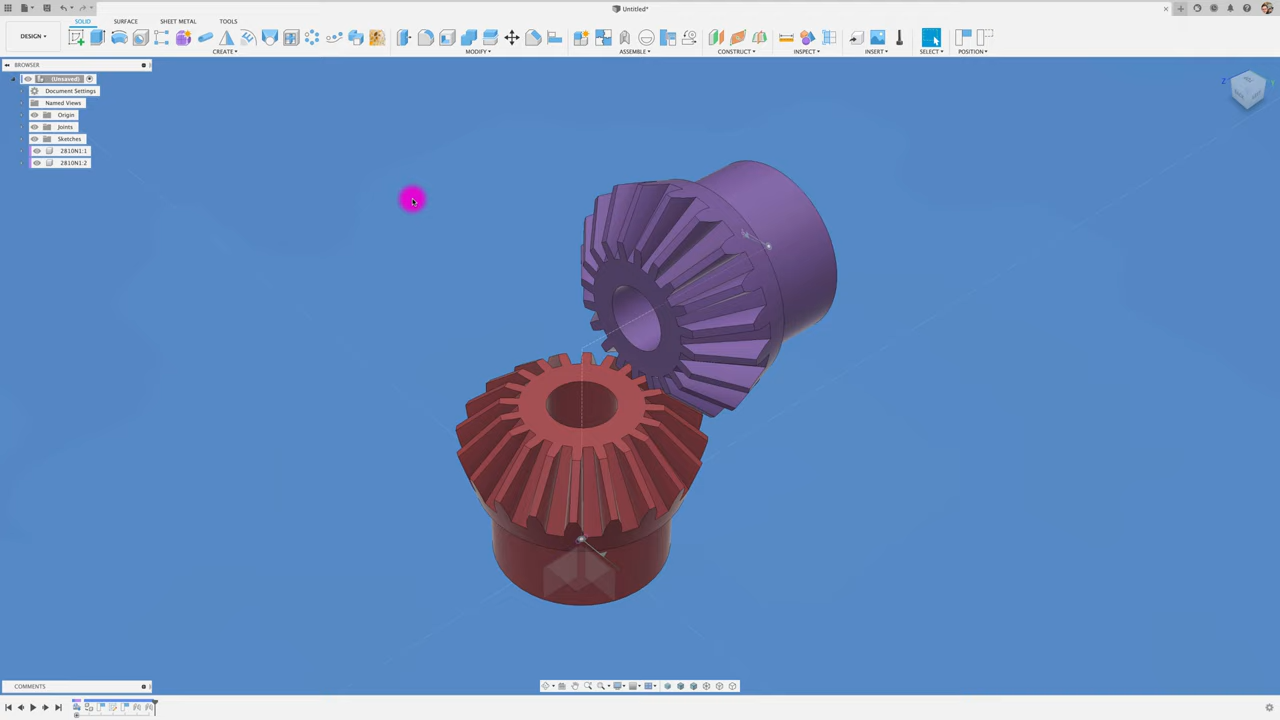 Untitled*
SOLID SURFACE SHEET METAL TOOLS
DESIGN
CREATE MODIFY ASSEMBLE CONSTRUCT INSPECT INSERT SELECT POSITION
BROWSER
(Unsaved)
Document Settings
Named Views
Origin
Joints
Sketches
2810N1:1
2810N1:2
Z
COMMENTS